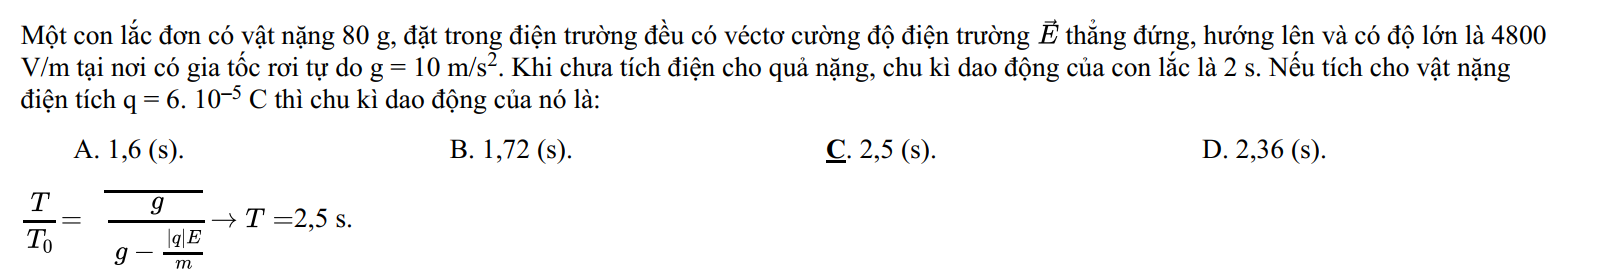 Một con lắc đơn có vật nặng 80 g, đặt trong điện trường đều có véctơ cường độ điện trường $\vec{E}$ thẳng đứng, hướng lên và có độ lớn là 4800
V/m tại nơi có gia tốc rơi tự do g = 10 m/s². Khi chưa tích điện cho quả nặng, chu kì dao động của con lắc là 2 s. Nếu tích cho vật nặng
điện tích q = 6. 10⁻⁵ C thì chu kì dao động của nó là:
A. 1,6 (s). B. 1,72 (s). C. 2,5 (s). D. 2,36 (s).
$\frac{T}{T_0} = \overline{\frac{g}{g - \frac{|q|E}{m}}} \rightarrow T =$2,5 s.